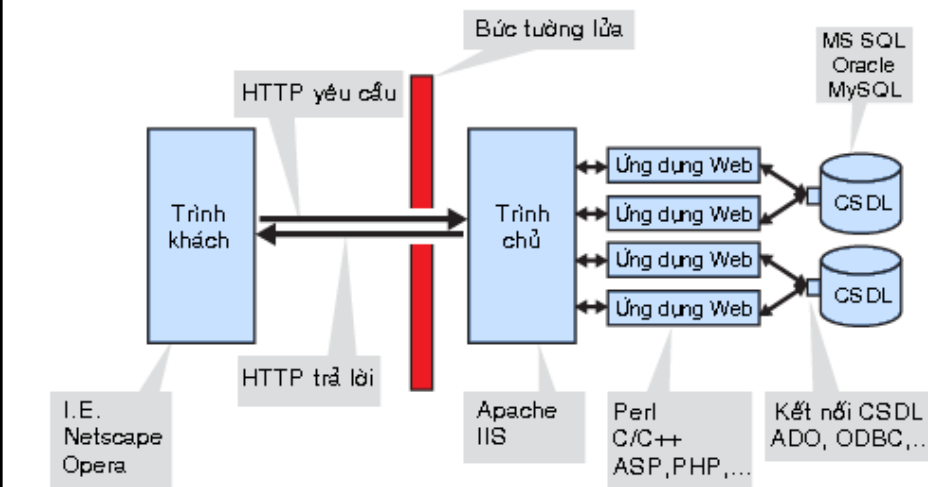 Bức tường lửa
MS SQL
Oracle
MySQL
HTTP yêu cầu
Trình
khách
Trình
chủ
Ứng dụng Web
Ứng dụng Web
Ứng dụng Web
Ứng dụng Web
CSDL
CSDL
HTTP trả lời
I.E.
Netscape
Opera
Apache
IIS
Perl
C/C++
ASP,PHP,...
Kết nối CSDL
ADO, ODBC,...